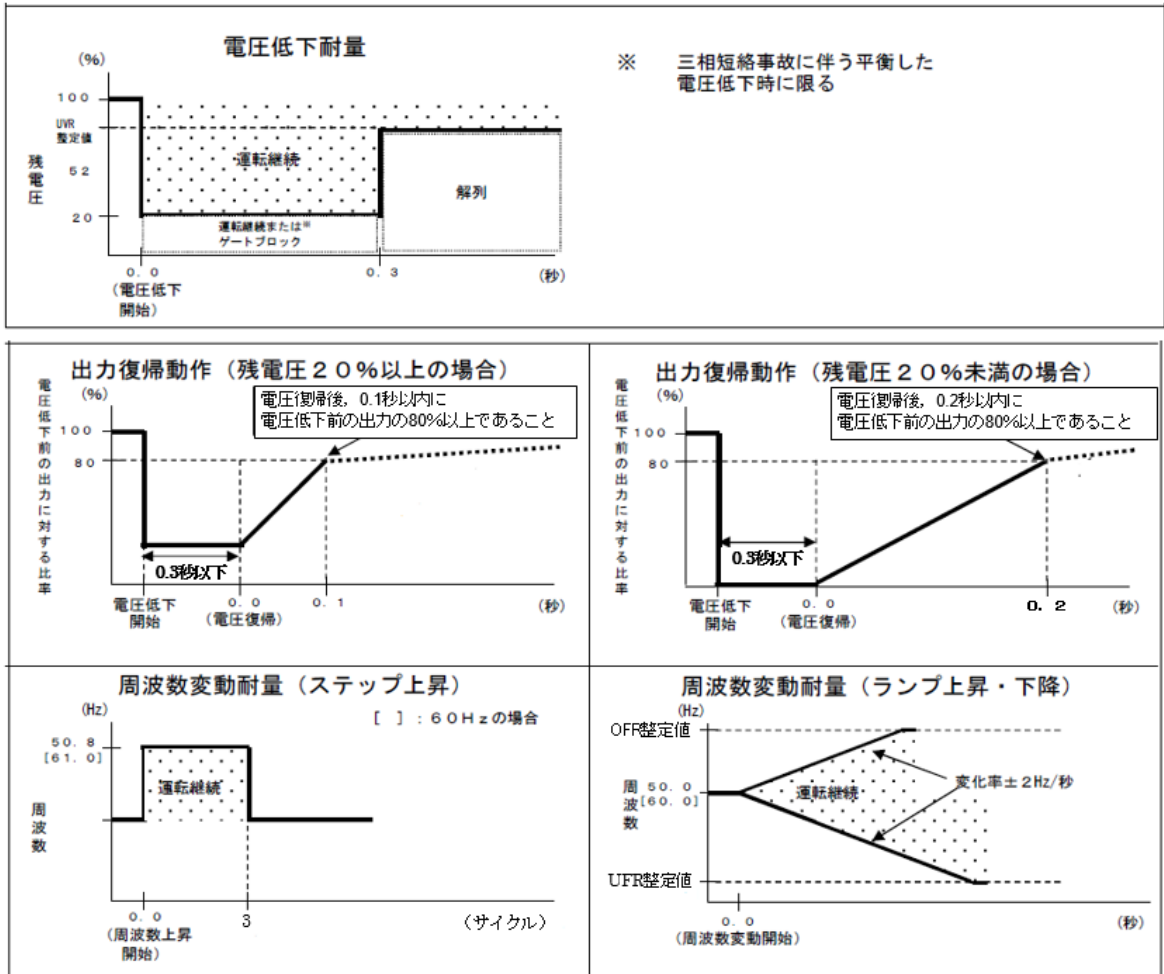 電圧低下耐量
(%)
100
UVR
整定値
52
20
残電圧
運転継続
運転継続または※
ゲートブロック
解列
0.0
(電圧低下
開始)
0.3
(秒)
※ 三相短絡事故に伴う平衡した
電圧低下時に限る
出力復帰動作(残電圧20%以上の場合)
(%)
電圧復帰後,0.1秒以内に
電圧低下前の出力の80%以上であること
100
80
電圧低下前の出力に対する比率
0.3秒以下
電圧低下
開始
0.0
(電圧復帰)
0.1
(秒)
出力復帰動作(残電圧20%未満の場合)
(%)
電圧復帰後,0.2秒以内に
電圧低下前の出力の80%以上であること
100
80
電圧低下前の出力に対する比率
0.3秒以下
電圧低下
開始
0.0
(電圧復帰)
0.2
(秒)
周波数変動耐量(ステップ上昇)
(Hz)
[ ]:60Hzの場合
50.8
[61.0]
運転継続
周波数
0.0
(周波数上昇
開始)
3
(サイクル)
周波数変動耐量(ランプ上昇・下降)
(Hz)
OFR整定値
周波数
50.0
[60.0]
運転継続
変化率±2Hz/秒
UFR整定値
0.0
(周波数変動開始)
(秒)